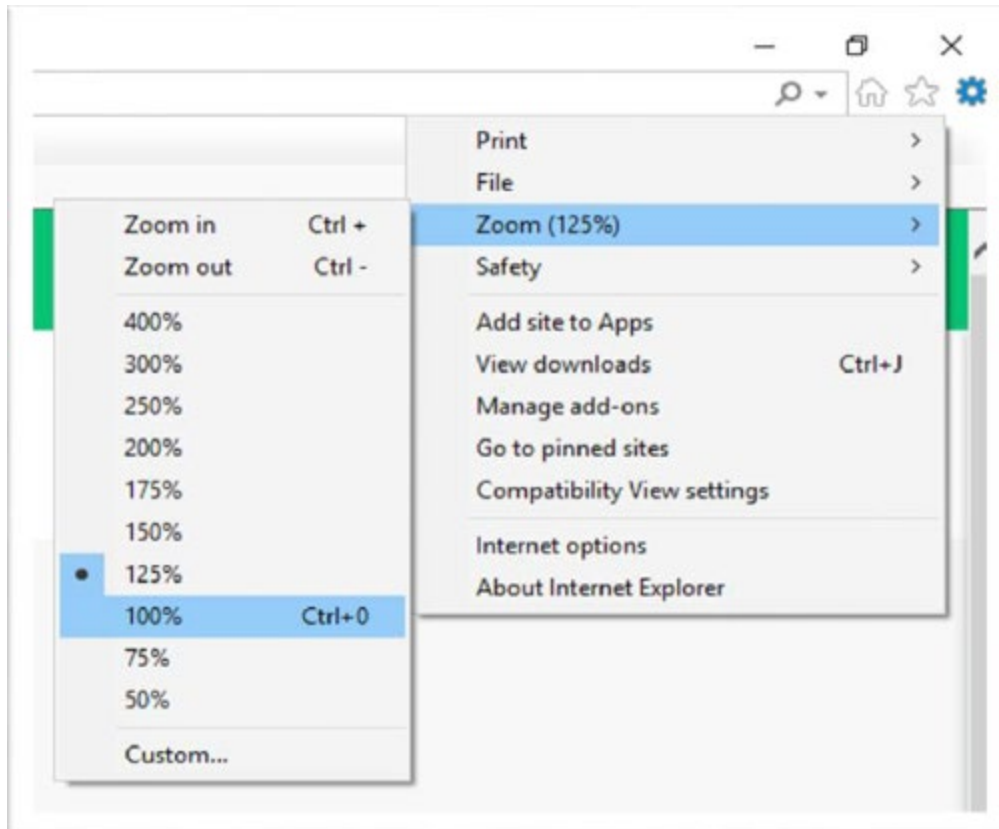 Print
File
Zoom (125%)
Safety
Add site to Apps
View downloads Ctrl+J
Manage add-ons
Go to pinned sites
Compatibility View settings
Internet options
About Internet Explorer
Zoom in Ctrl +
Zoom out Ctrl -
400%
300%
250%
200%
175%
150%
125%
100% Ctrl+0
75%
50%
Custom...